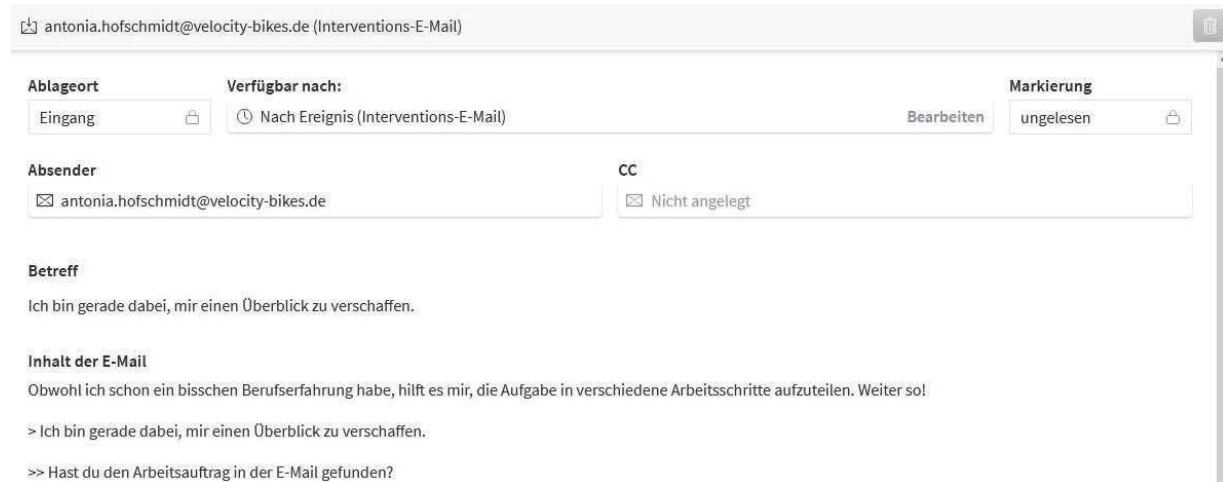 antonia.hofschmidt@velocity-bikes.de (Interventions-E-Mail)
Ablageort
Verfügbar nach:
Markierung
Eingang
Nach Ereignis (Interventions-E-Mail)
Bearbeiten
ungelesen
Absender
CC
antonia.hofschmidt@velocity-bikes.de
Nicht angelegt
Betreff
Ich bin gerade dabei, mir einen Überblick zu verschaffen.
Inhalt der E-Mail
Obwohl ich schon ein bisschen Berufserfahrung habe, hilft es mir, die Aufgabe in verschiedene Arbeitsschritte aufzuteilen. Weiter so!
> Ich bin gerade dabei, mir einen Überblick zu verschaffen.
>> Hast du den Arbeitsauftrag in der E-Mail gefunden?